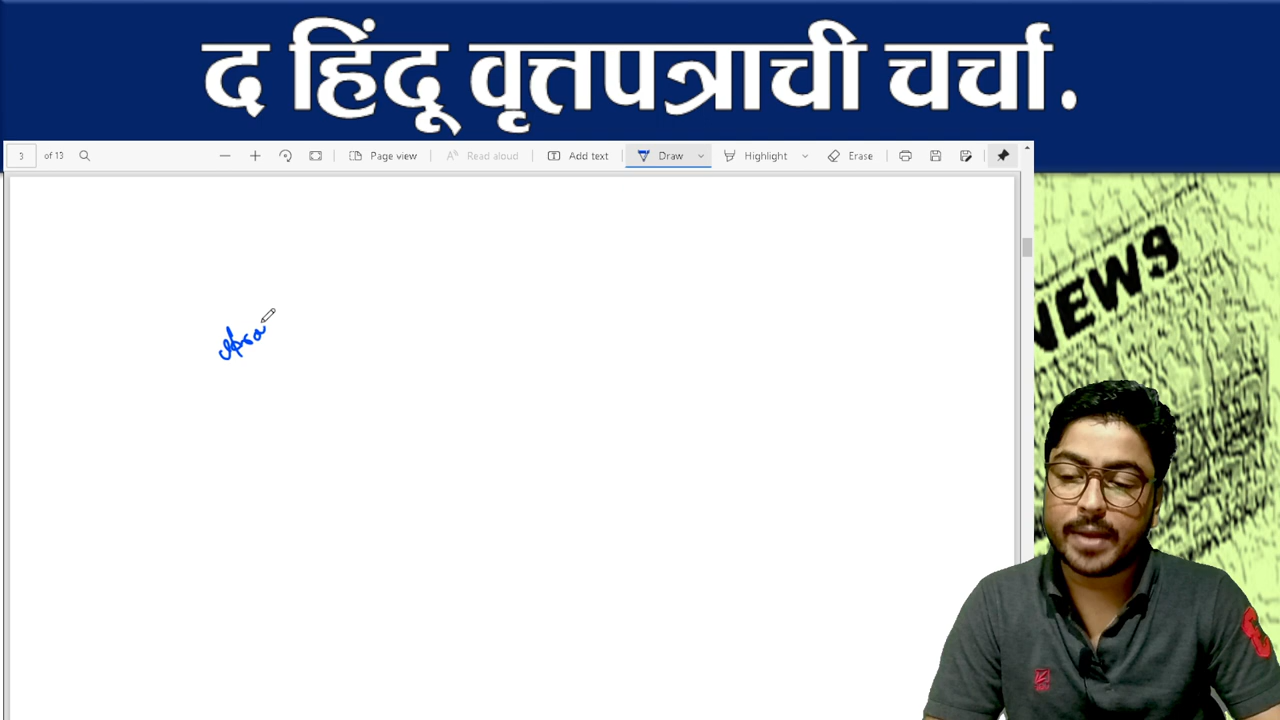 द हिंदू वृत्तपत्राची चर्चा.
3 of 13 Page view Read aloud Add text Draw Highlight Erase
NEWS